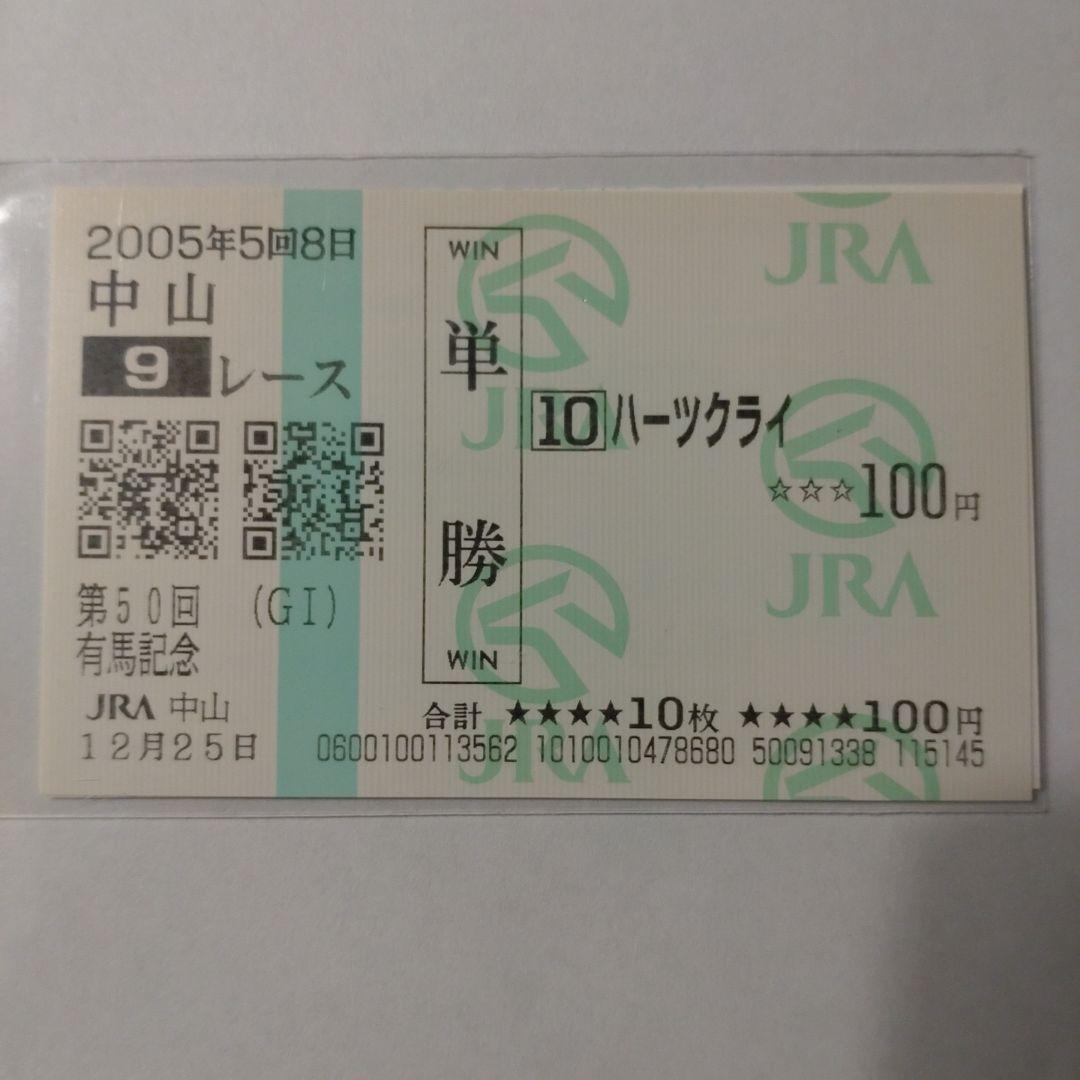 2005年5回8日
中山
9レース
第50回 (GI)
有馬記念
JRA 中山
12月25日
WIN
単勝
WIN
10 ハーツクライ
☆☆☆100円
合計 ★★★★10枚 ★★★★100円
0600100113562 1010010478680 50091338 115145
JRA
JRA
JRA
JRA